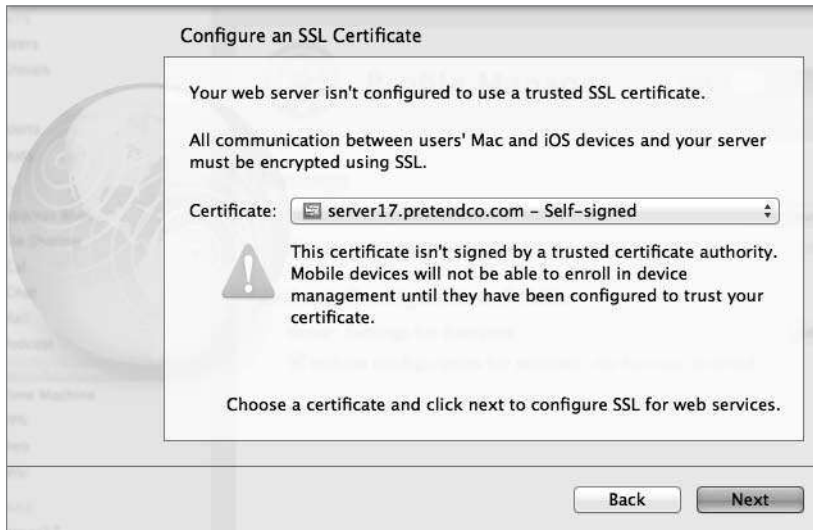 Configure an SSL Certificate
Your web server isn't configured to use a trusted SSL certificate.
All communication between users' Mac and iOS devices and your server
must be encrypted using SSL.
Certificate: server17.pretendco.com – Self-signed
This certificate isn't signed by a trusted certificate authority.
Mobile devices will not be able to enroll in device
management until they have been configured to trust your
certificate.
Choose a certificate and click next to configure SSL for web services.
Back Next